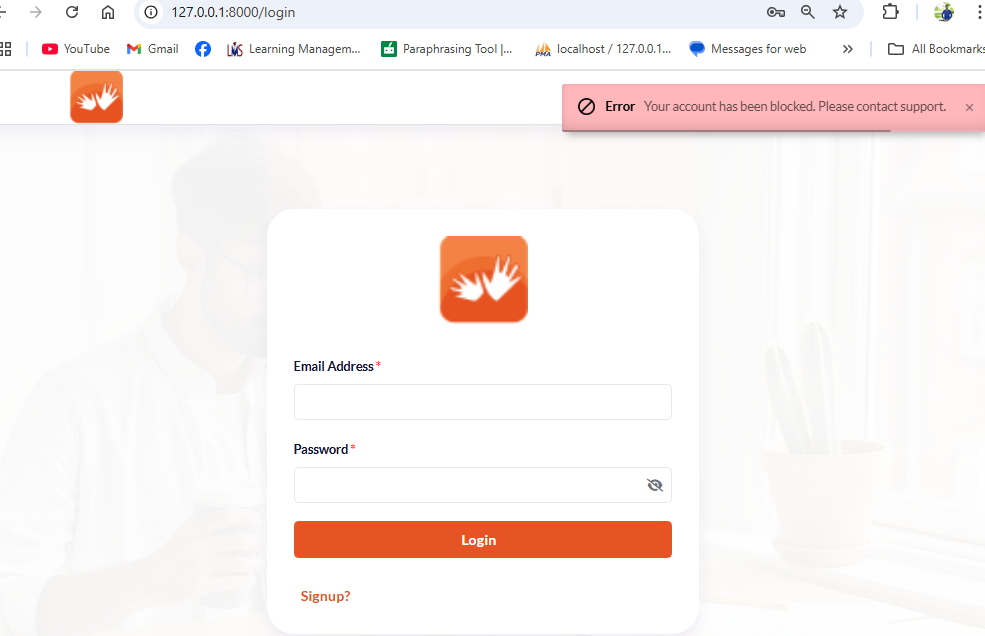 127.0.0.1:8000/login
YouTube
Gmail
Learning Managem...
Paraphrasing Tool |...
PMA
localhost / 127.0.0.1...
Messages for web
»
All Bookmarks
Error Your account has been blocked. Please contact support. ×
Email Address *
Password *
Login
Signup?